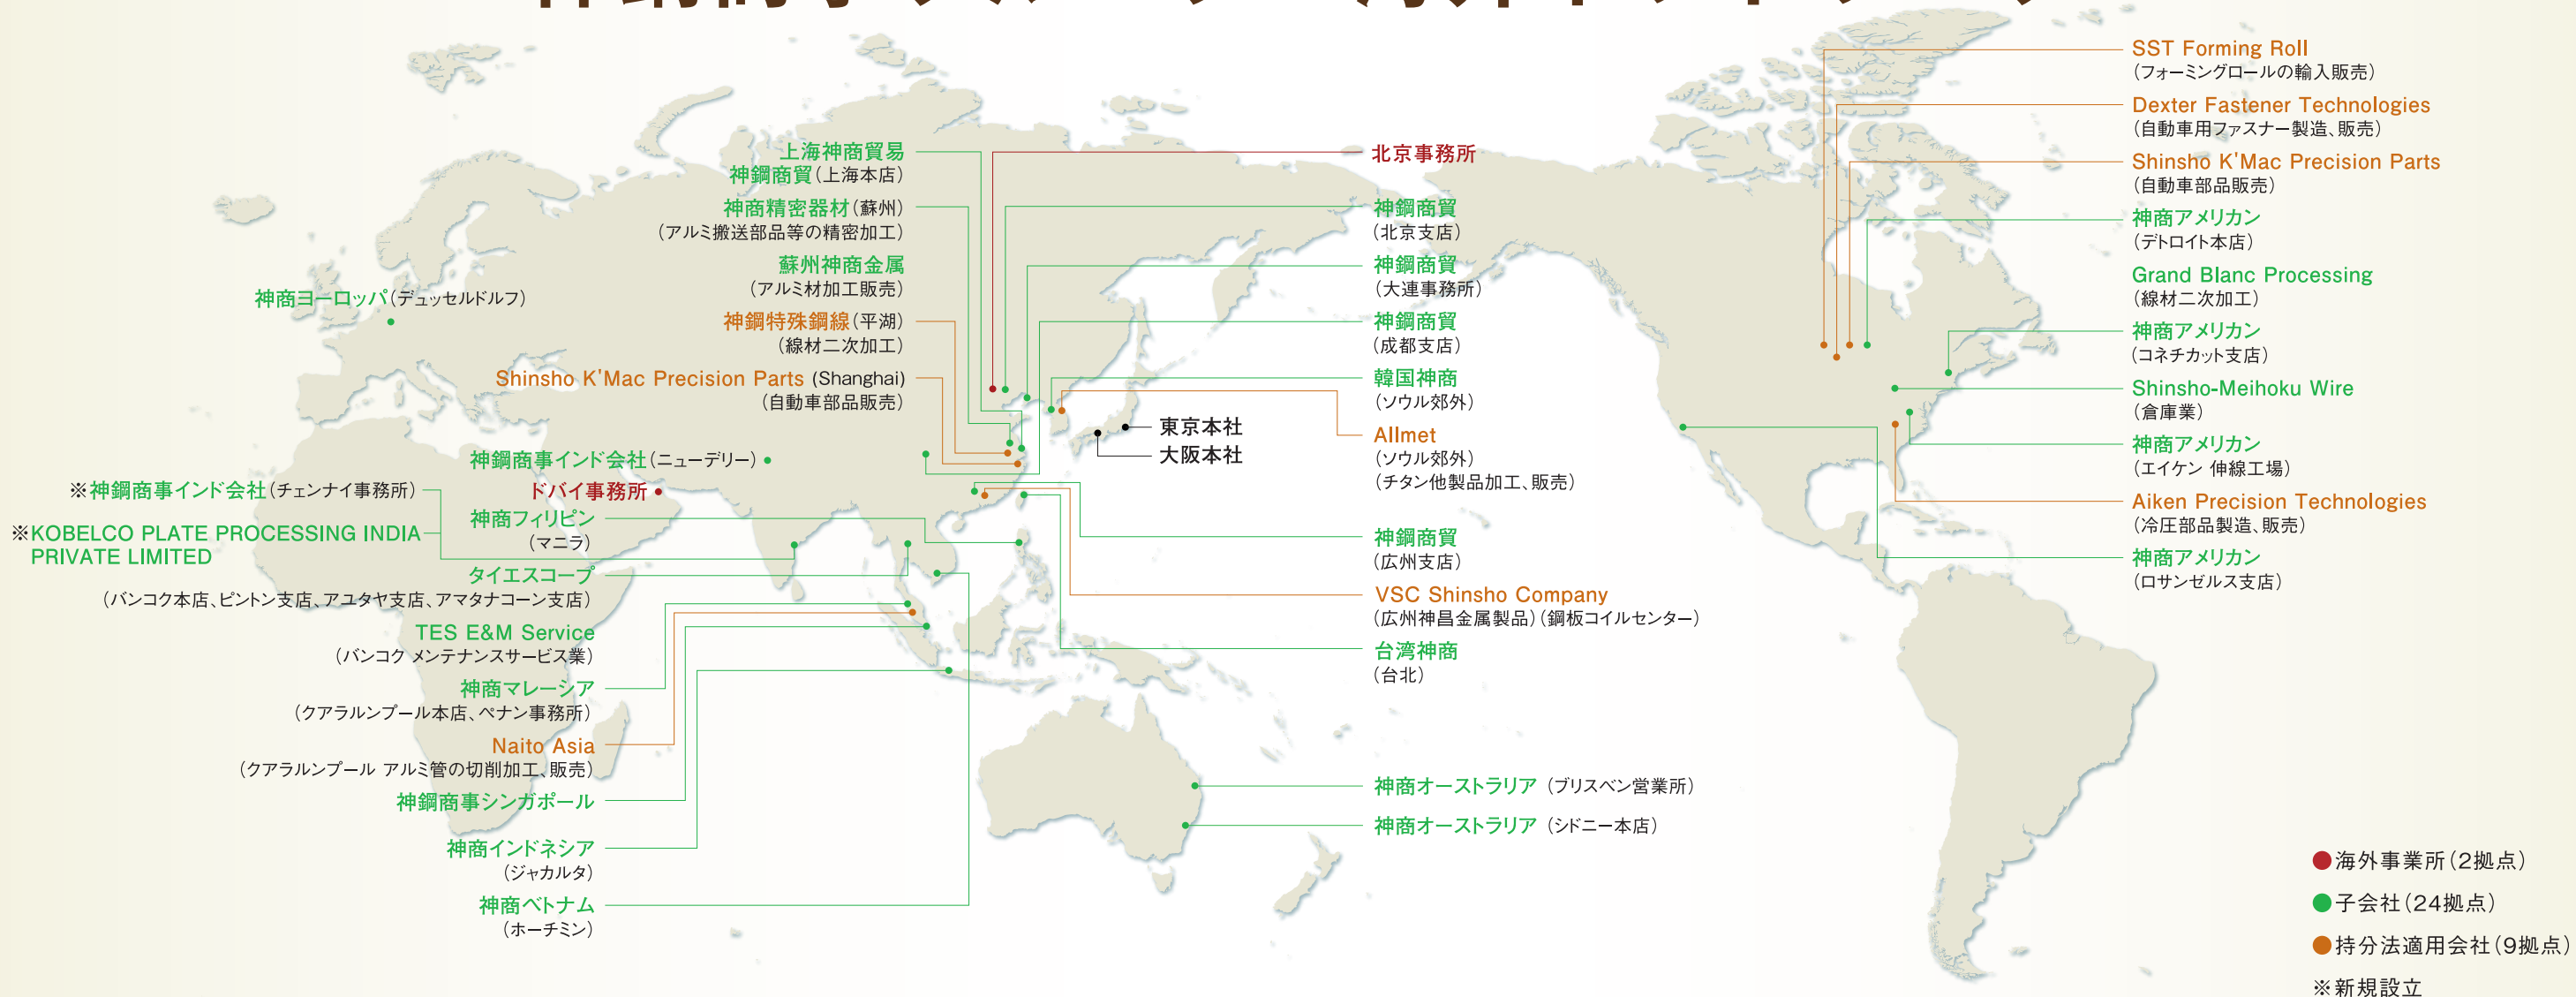 上海神商貿易
神鋼商貿(上海本店)
神商精密器材(蘇州)
(アルミ搬送部品等の精密加工)
蘇州神商金属
(アルミ材加工販売)
神鋼特殊鋼線(平湖)
(線材二次加工)
Shinsho K'Mac Precision Parts (Shanghai)
(自動車部品販売)
神商ヨーロッパ(デュッセルドルフ)
神鋼商事インド会社(ニューデリー)
※神鋼商事インド会社(チェンナイ事務所)
ドバイ事務所
※KOBELCO PLATE PROCESSING INDIA
PRIVATE LIMITED
神商フィリピン
(マニラ)
タイエスコープ
(バンコク本店、ピントン支店、アユタヤ支店、アマタナコーン支店)
TES E&M Service
(バンコク メンテナンスサービス業)
神商マレーシア
(クアラルンプール本店、ペナン事務所)
Naito Asia
(クアラルンプール アルミ管の切削加工、販売)
神鋼商事シンガポール
神商インドネシア
(ジャカルタ)
神商ベトナム
(ホーチミン)
東京本社
大阪本社
北京事務所
神鋼商貿
(北京支店)
神鋼商貿
(大連事務所)
神鋼商貿
(成都支店)
韓国神商
(ソウル郊外)
Allmet
(ソウル郊外)
(チタン他製品加工、販売)
神鋼商貿
(広州支店)
VSC Shinsho Company
(広州神昌金属製品)(鋼板コイルセンター)
台湾神商
(台北)
神商オーストラリア (ブリスベン営業所)
神商オーストラリア (シドニー本店)
SST Forming Roll
(フォーミングロールの輸入販売)
Dexter Fastener Technologies
(自動車用ファスナー製造、販売)
Shinsho K'Mac Precision Parts
(自動車部品販売)
神商アメリカン
(デトロイト本店)
Grand Blanc Processing
(線材二次加工)
神商アメリカン
(コネチカット支店)
Shinsho-Meihoku Wire
(倉庫業)
神商アメリカン
(エイケン 伸線工場)
Aiken Precision Technologies
(冷圧部品製造、販売)
神商アメリカン
(ロサンゼルス支店)
●海外事業所(2拠点)
●子会社(24拠点)
●持分法適用会社(9拠点)
※新規設立